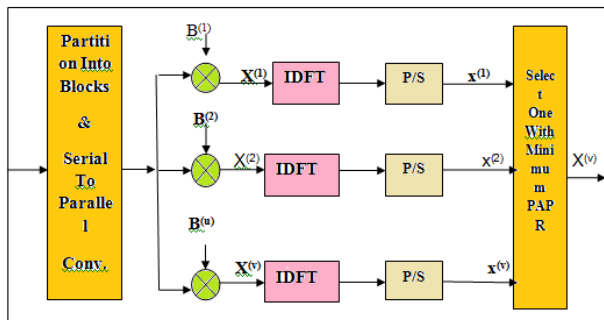 Partiti
on Into
Blocks
&
Serial
To
Paralle
l
Conv.
B(1)
X(1)
IDFT
P/S
x(1)
B(2)
X(2)
IDFT
P/S
x(2)
B(u)
X(v)
IDFT
P/S
x(v)
Selec
t
One
With
Mini
mu
m
PAP
R
X(v)